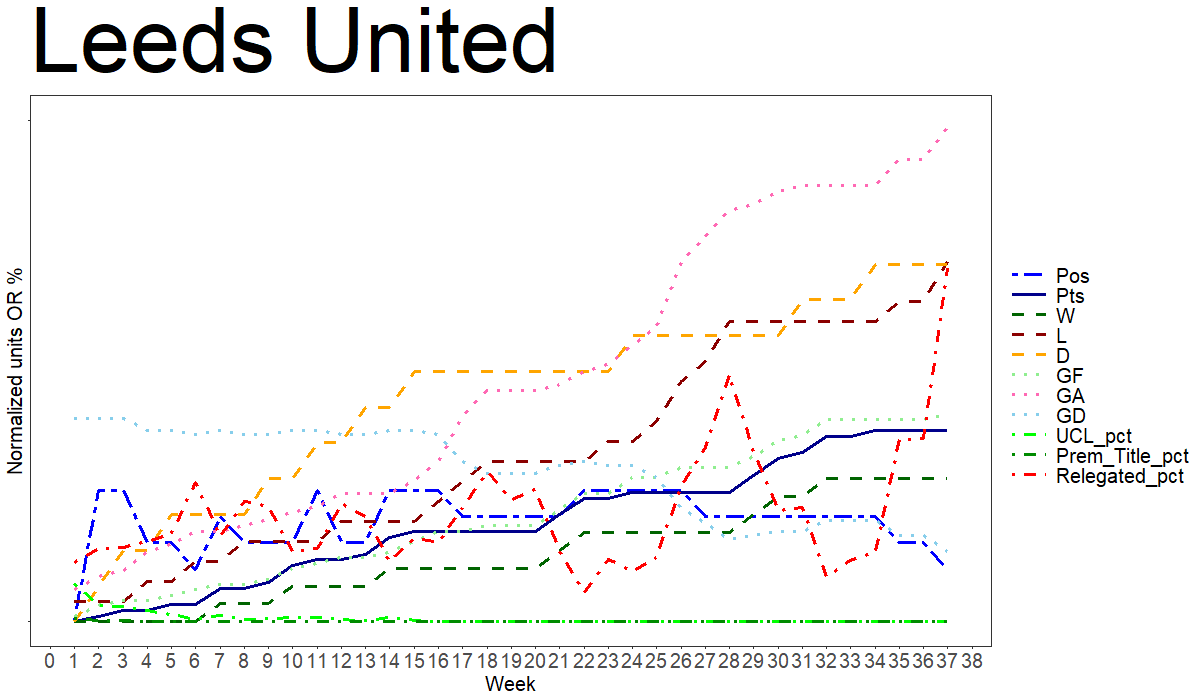 Leeds United
Normalized units OR %
0 1 2 3 4 5 6 7 8 9 10 11 12 13 14 15 16 17 18 19 20 21 22 23 24 25 26 27 28 29 30 31 32 33 34 35 36 37 38
Week
Pos
Pts
W
L
D
GF
GA
GD
UCL_pct
Prem_Title_pct
Relegated_pct